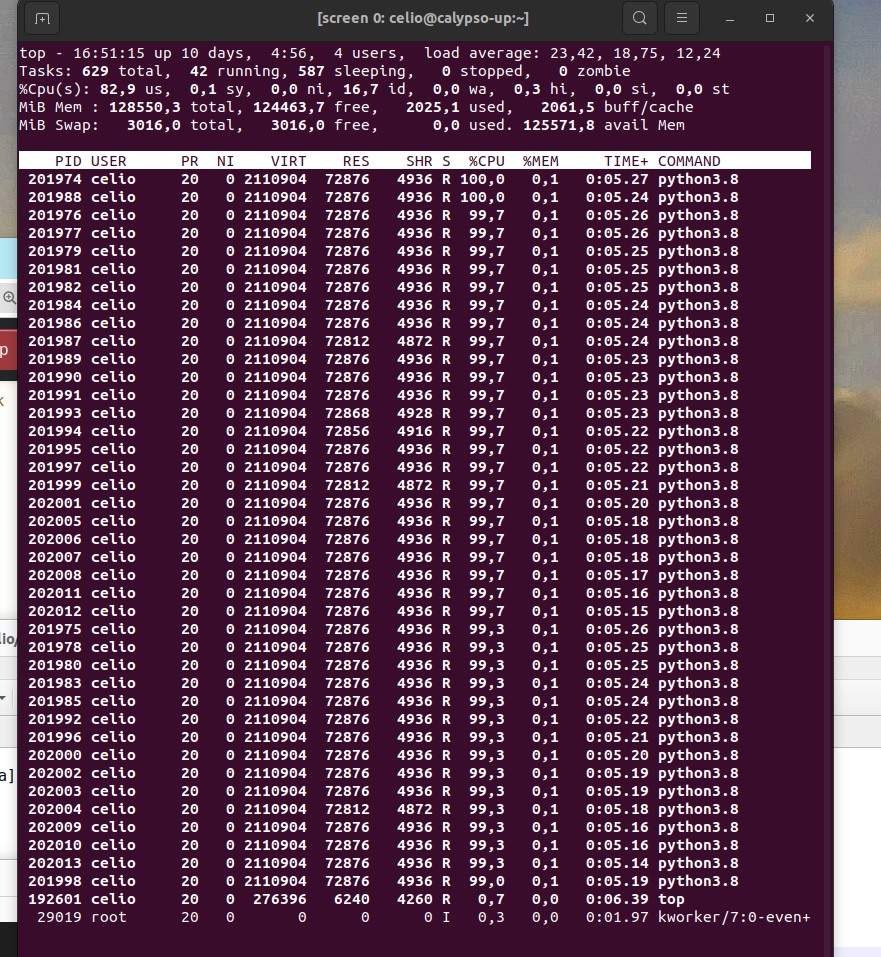 [screen 0: celio@calypso-up:~]
top - 16:51:15 up 10 days,  4:56,  4 users,  load average: 23,42, 18,75, 12,24
Tasks: 629 total,  42 running, 587 sleeping,   0 stopped,   0 zombie
%Cpu(s): 82,9 us,  0,1 sy,  0,0 ni, 16,7 id,  0,0 wa,  0,3 hi,  0,0 si,  0,0 st
MiB Mem : 128550,3 total, 124463,7 free,   2025,1 used,   2061,5 buff/cache
MiB Swap:   3016,0 total,   3016,0 free,      0,0 used. 125571,8 avail Mem
PID USER PR NI VIRT RES SHR S %CPU %MEM TIME+ COMMAND
201974 celio 20 0 2110904 72876 4936 R 100,0 0,1 0:05.27 python3.8
201988 celio 20 0 2110904 72876 4936 R 100,0 0,1 0:05.24 python3.8
201976 celio 20 0 2110904 72876 4936 R 99,7 0,1 0:05.26 python3.8
201977 celio 20 0 2110904 72876 4936 R 99,7 0,1 0:05.26 python3.8
201979 celio 20 0 2110904 72876 4936 R 99,7 0,1 0:05.25 python3.8
201981 celio 20 0 2110904 72876 4936 R 99,7 0,1 0:05.25 python3.8
201982 celio 20 0 2110904 72876 4936 R 99,7 0,1 0:05.25 python3.8
201984 celio 20 0 2110904 72876 4936 R 99,7 0,1 0:05.24 python3.8
201986 celio 20 0 2110904 72876 4936 R 99,7 0,1 0:05.24 python3.8
201987 celio 20 0 2110904 72812 4872 R 99,7 0,1 0:05.24 python3.8
201989 celio 20 0 2110904 72876 4936 R 99,7 0,1 0:05.23 python3.8
201990 celio 20 0 2110904 72876 4936 R 99,7 0,1 0:05.23 python3.8
201991 celio 20 0 2110904 72876 4936 R 99,7 0,1 0:05.23 python3.8
201993 celio 20 0 2110904 72868 4928 R 99,7 0,1 0:05.23 python3.8
201994 celio 20 0 2110904 72856 4916 R 99,7 0,1 0:05.22 python3.8
201995 celio 20 0 2110904 72876 4936 R 99,7 0,1 0:05.22 python3.8
201997 celio 20 0 2110904 72876 4936 R 99,7 0,1 0:05.22 python3.8
201999 celio 20 0 2110904 72812 4872 R 99,7 0,1 0:05.21 python3.8
202001 celio 20 0 2110904 72876 4936 R 99,7 0,1 0:05.20 python3.8
202005 celio 20 0 2110904 72876 4936 R 99,7 0,1 0:05.18 python3.8
202006 celio 20 0 2110904 72876 4936 R 99,7 0,1 0:05.18 python3.8
202007 celio 20 0 2110904 72876 4936 R 99,7 0,1 0:05.18 python3.8
202008 celio 20 0 2110904 72876 4936 R 99,7 0,1 0:05.17 python3.8
202011 celio 20 0 2110904 72876 4936 R 99,7 0,1 0:05.16 python3.8
202012 celio 20 0 2110904 72876 4936 R 99,7 0,1 0:05.15 python3.8
201975 celio 20 0 2110904 72876 4936 R 99,3 0,1 0:05.26 python3.8
201978 celio 20 0 2110904 72876 4936 R 99,3 0,1 0:05.25 python3.8
201980 celio 20 0 2110904 72876 4936 R 99,3 0,1 0:05.25 python3.8
201983 celio 20 0 2110904 72876 4936 R 99,3 0,1 0:05.24 python3.8
201985 celio 20 0 2110904 72876 4936 R 99,3 0,1 0:05.24 python3.8
201992 celio 20 0 2110904 72876 4936 R 99,3 0,1 0:05.22 python3.8
201996 celio 20 0 2110904 72876 4936 R 99,3 0,1 0:05.21 python3.8
202000 celio 20 0 2110904 72876 4936 R 99,3 0,1 0:05.20 python3.8
202002 celio 20 0 2110904 72876 4936 R 99,3 0,1 0:05.19 python3.8
202003 celio 20 0 2110904 72876 4936 R 99,3 0,1 0:05.19 python3.8
202004 celio 20 0 2110904 72812 4872 R 99,3 0,1 0:05.18 python3.8
202009 celio 20 0 2110904 72876 4936 R 99,3 0,1 0:05.16 python3.8
202010 celio 20 0 2110904 72876 4936 R 99,3 0,1 0:05.16 python3.8
202013 celio 20 0 2110904 72876 4936 R 99,3 0,1 0:05.14 python3.8
201998 celio 20 0 2110904 72876 4936 R 99,0 0,1 0:05.19 python3.8
192601 celio 20 0 276396 6240 4260 R 0,7 0,0 0:06.39 top
29019 root 20 0 0 0 0 I 0,3 0,0 0:01.97 kworker/7:0-even+